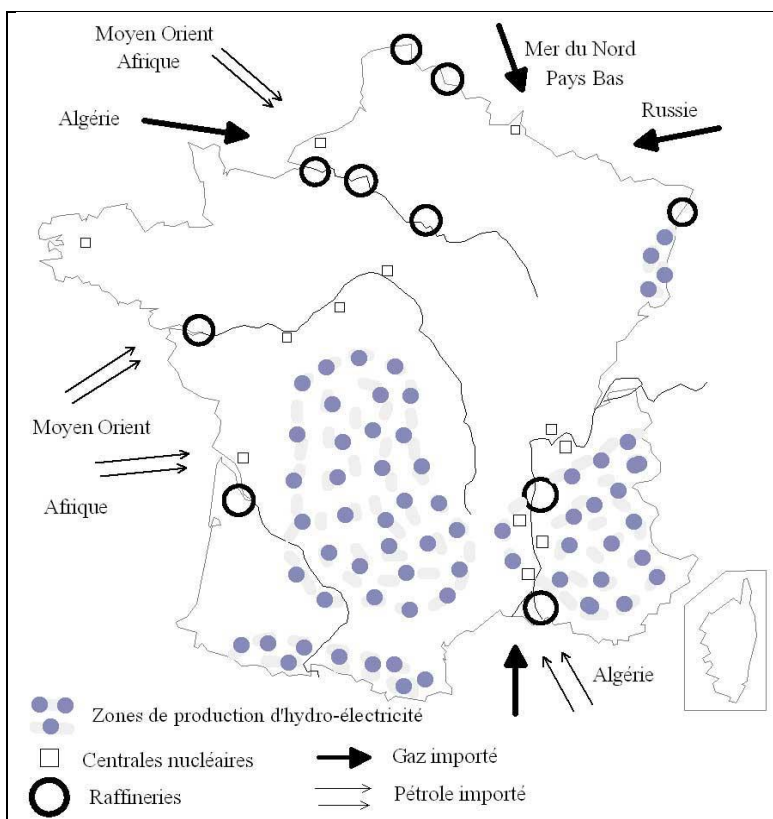 Moyen Orient
Afrique
Mer du Nord
Pays Bas
Algérie
Russie
Moyen Orient
Afrique
Algérie
Zones de production d'hydro-électricité
Centrales nucléaires
Gaz importé
Raffineries
Pétrole importé